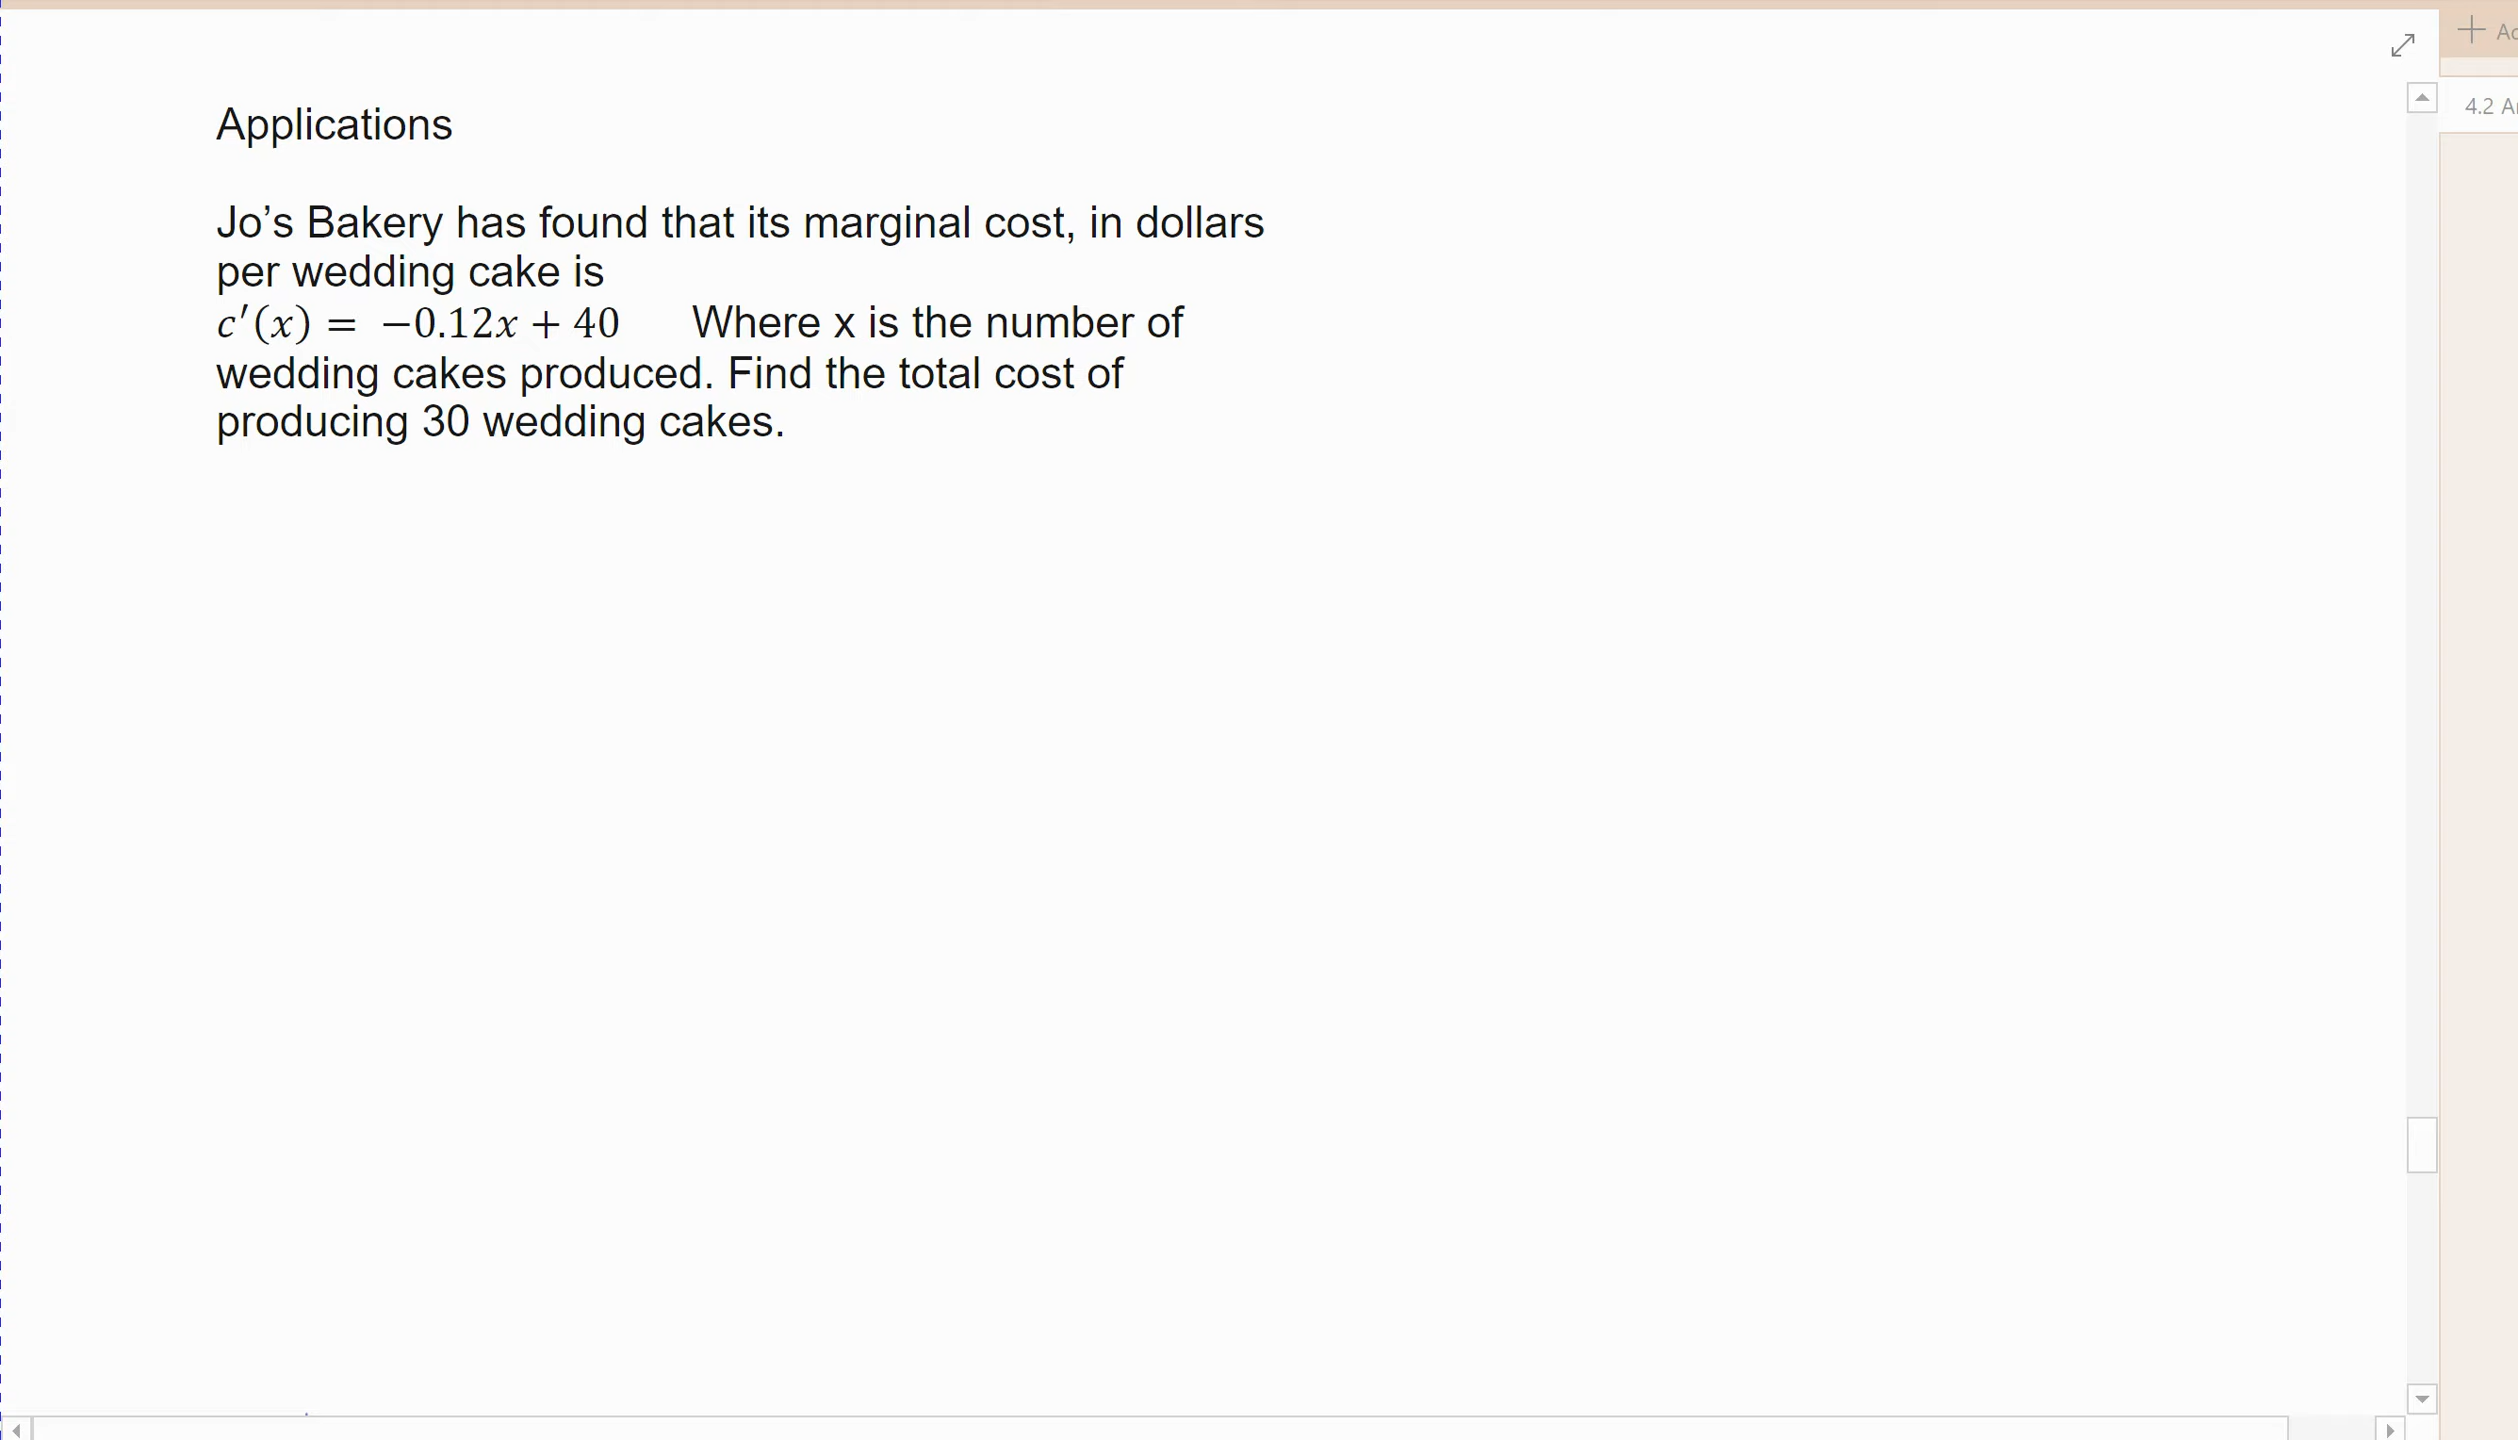 Applications
Jo’s Bakery has found that its marginal cost, in dollars
per wedding cake is
c′(x) = −0.12x + 40 Where x is the number of
wedding cakes produced. Find the total cost of
producing 30 wedding cakes.
4.2